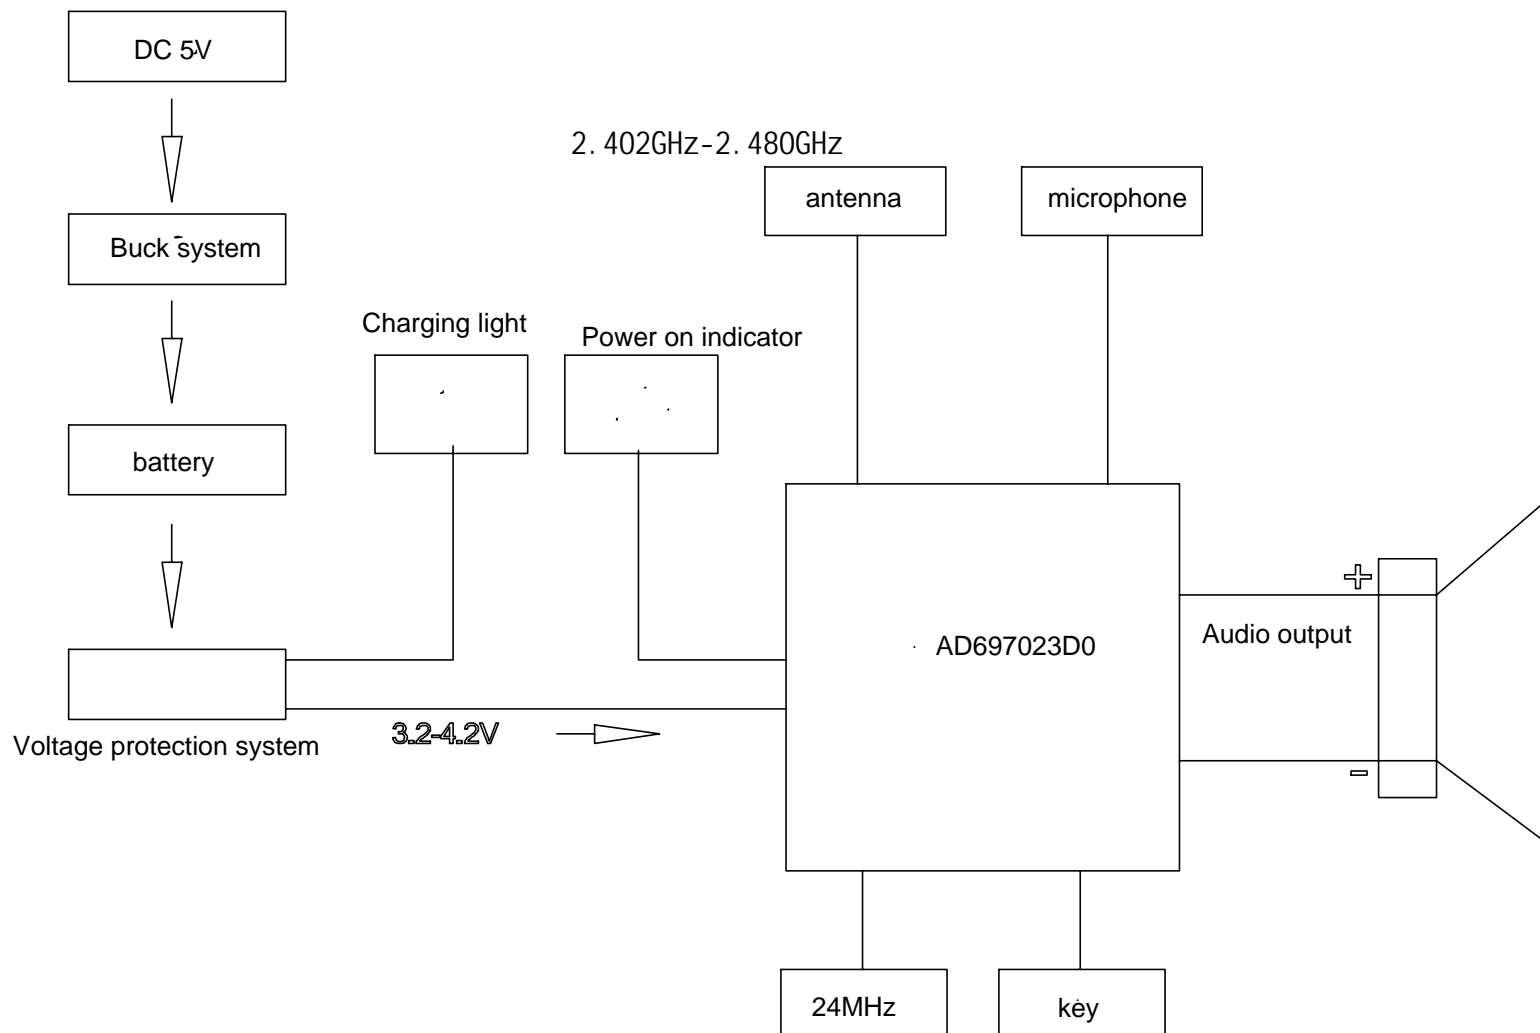 DC 5V
2.402GHz-2.480GHz
antenna
microphone
Buck system
Charging light
Power on indicator
battery
+
Audio output
AD697023D0
3.2-4.2V
Voltage protection system
-
24MHz
key